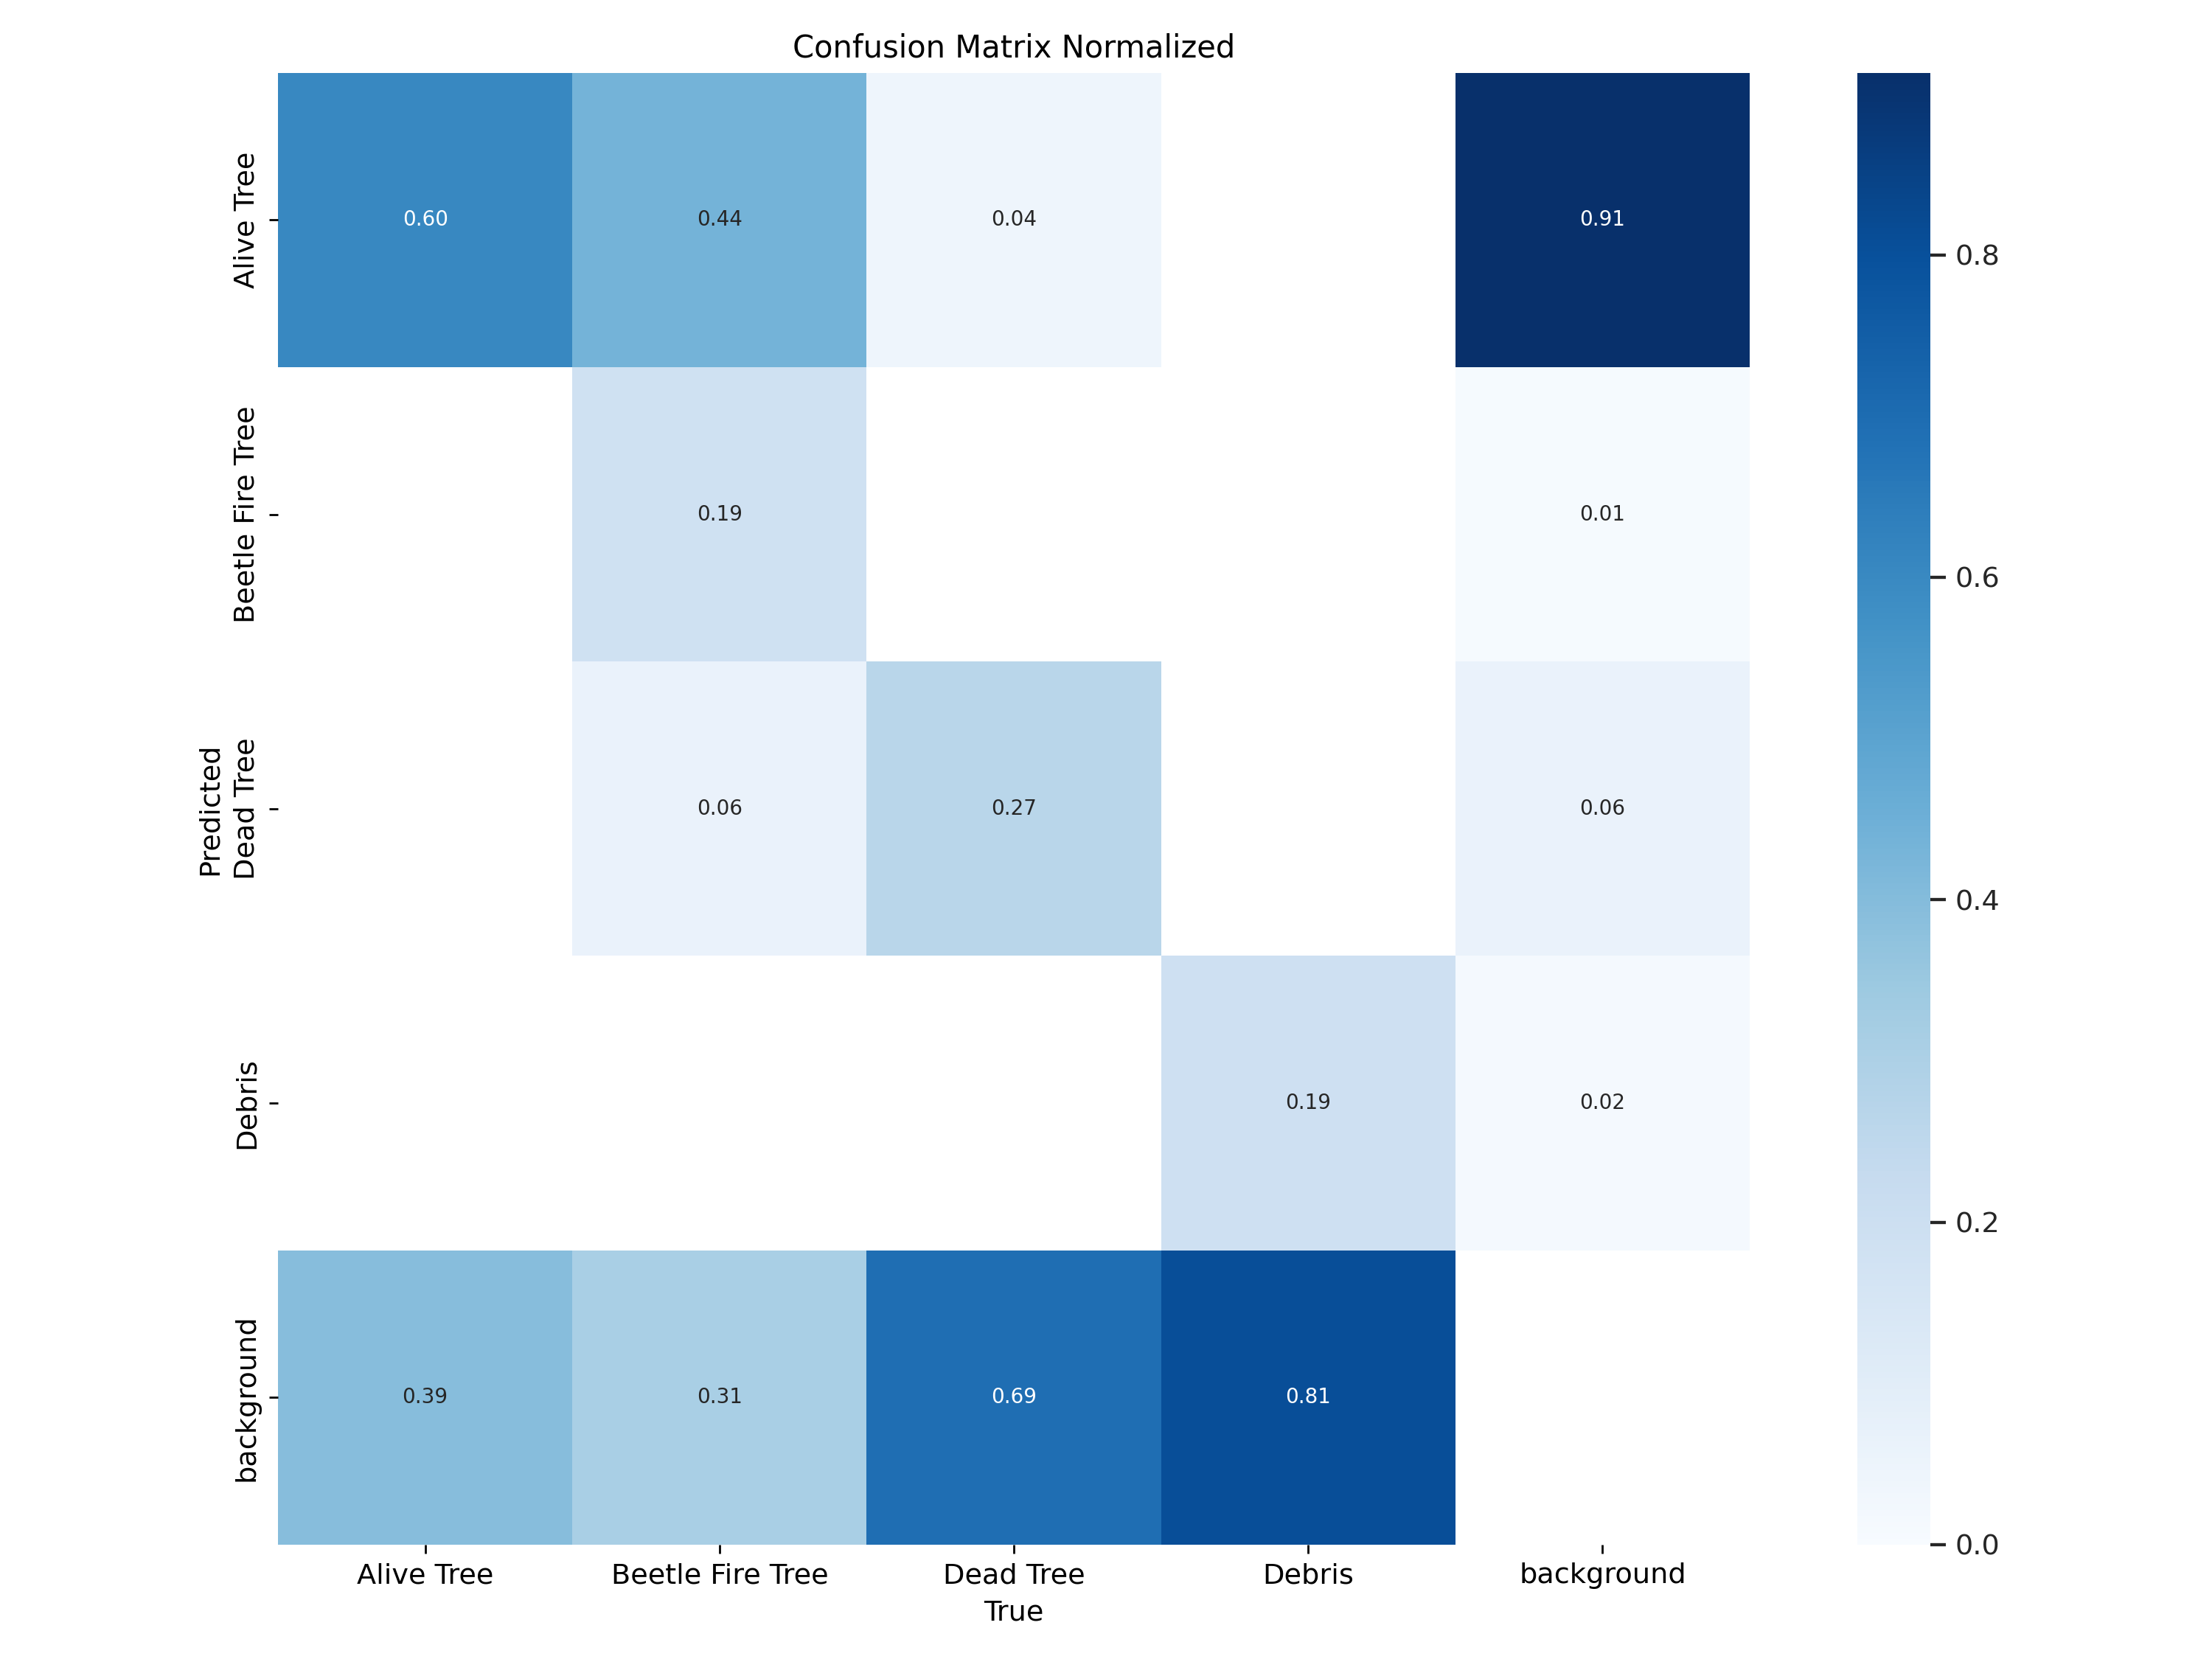 Confusion Matrix Normalized
Predicted
Alive Tree
0.60 0.44 0.04 0.91
Beetle Fire Tree
0.19 0.01
Dead Tree
0.06 0.27 0.06
Debris
0.19 0.02
background
0.39 0.31 0.69 0.81
Alive Tree Beetle Fire Tree Dead Tree Debris background
True
0.8
0.6
0.4
0.2
0.0